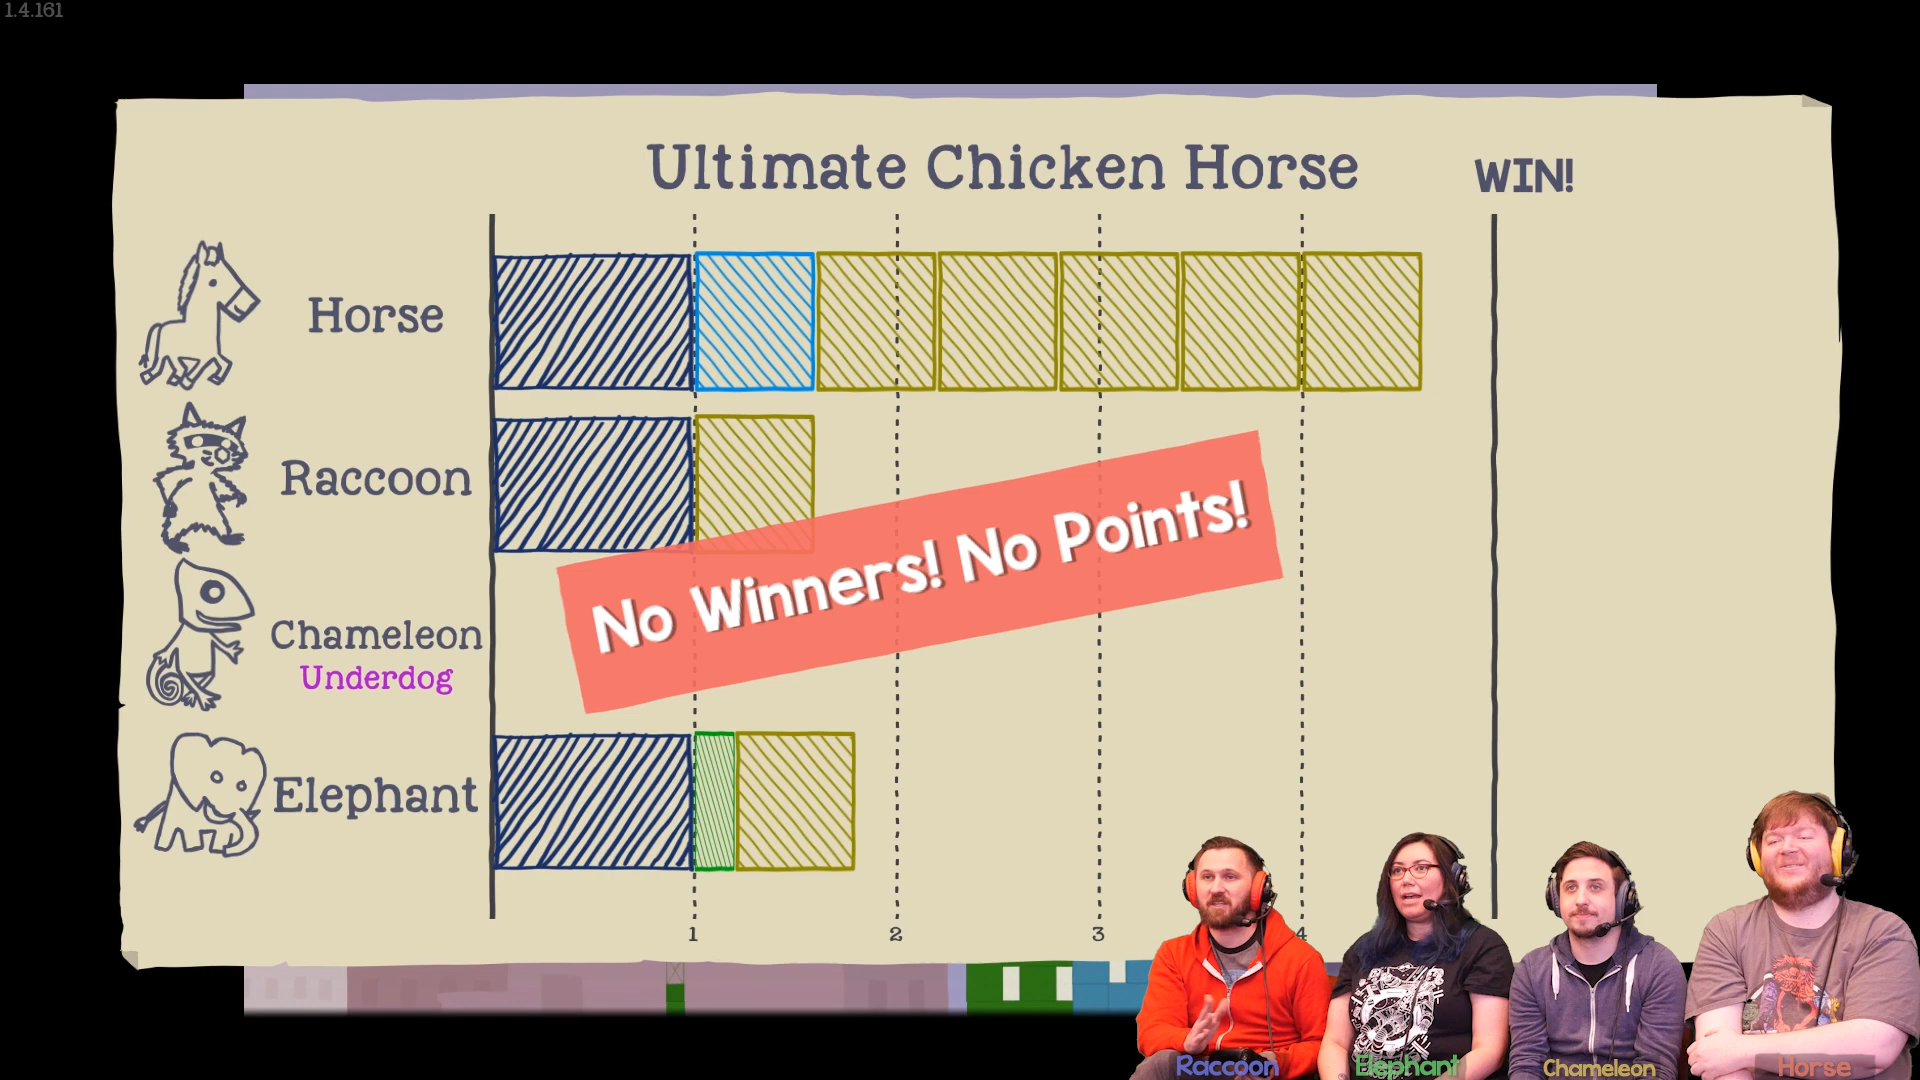 1.4.161
Ultimate Chicken Horse
WIN!
Horse
Raccoon
No Winners! No Points!
Chameleon
Underdog
Elephant
1 2 3 4
Raccoon Elephant Chameleon Horse